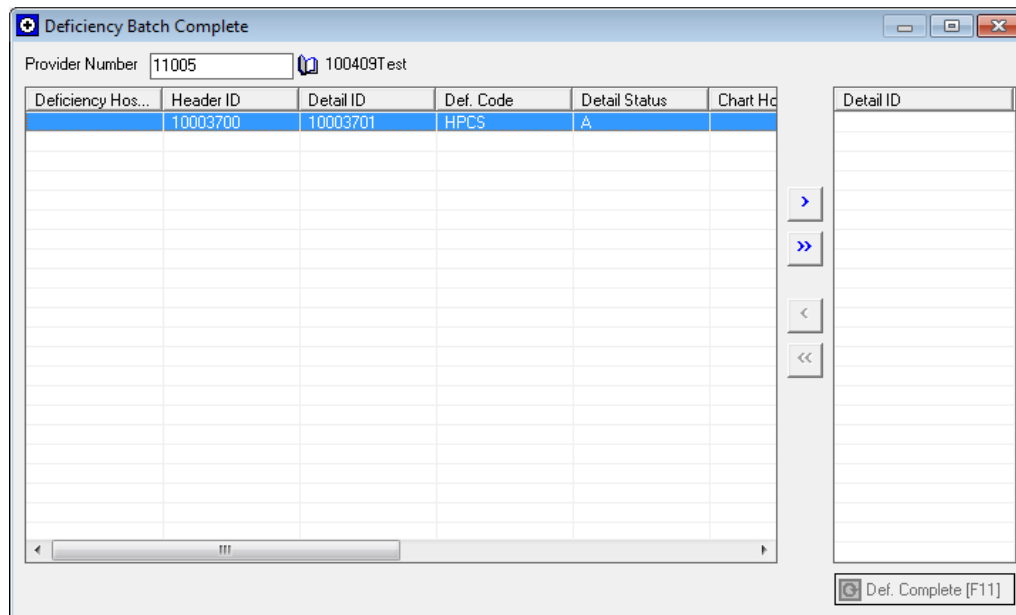 Deficiency Batch Complete
Provider Number 11005 100409Test
Deficiency Hos... Header ID Detail ID Def. Code Detail Status Chart Ho Detail ID
10003700 10003701 HPCS A
>
>>
<
<<
Def. Complete [F11]